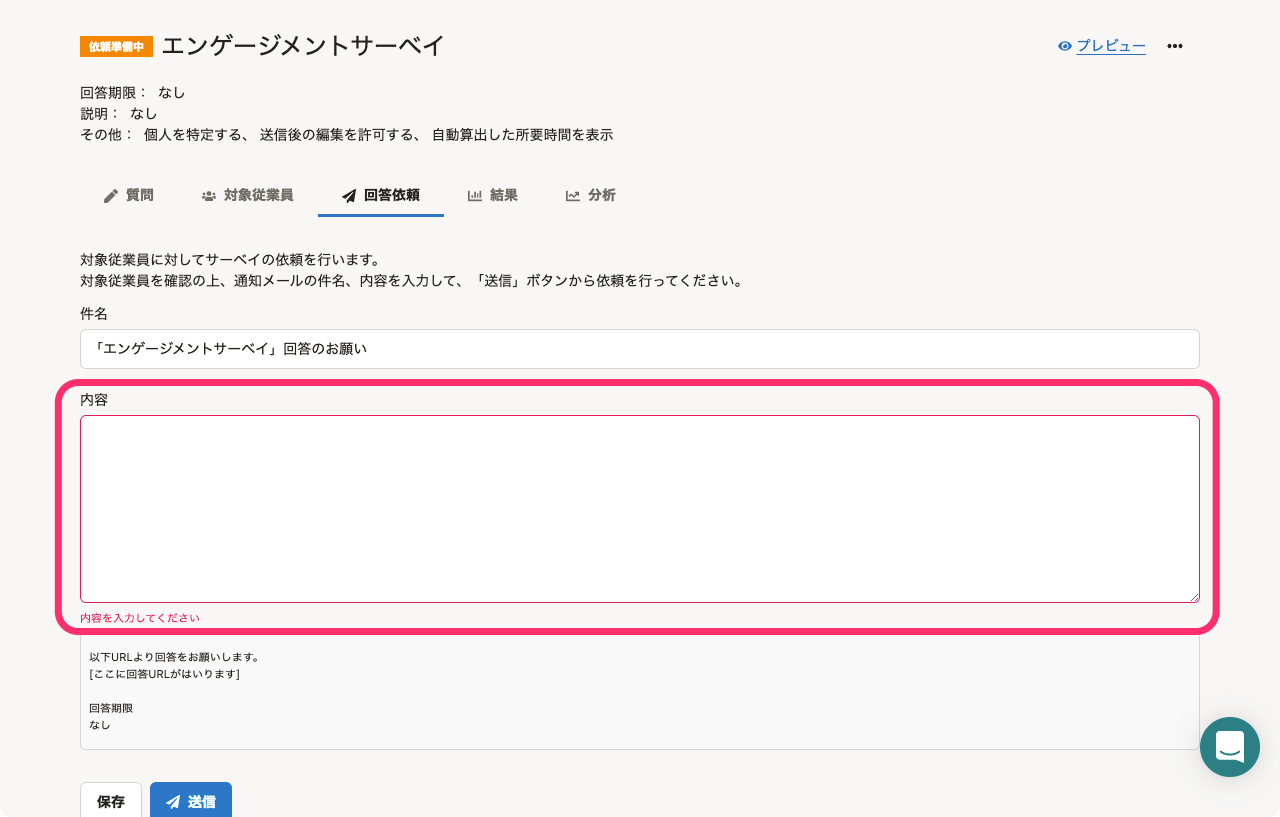 依頼準備中 エンゲージメントサーベイ
プレビュー
回答期限： なし
説明： なし
その他： 個人を特定する、 送信後の編集を許可する、 自動算出した所要時間を表示
質問 対象従業員 回答依頼 結果 分析
対象従業員に対してサーベイの依頼を行います。
対象従業員を確認の上、通知メールの件名、内容を入力して、「送信」ボタンから依頼を行ってください。
件名
「エンゲージメントサーベイ」回答のお願い
内容
内容を入力してください
以下URLより回答をお願いします。
[ここに回答URLがはいります]
回答期限
なし
保存 送信